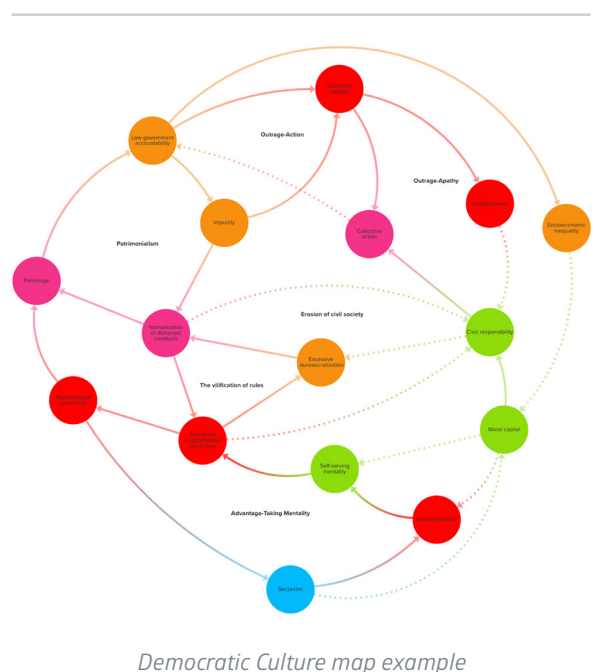 Low government
accountability
Outrage-Action
Outrage-Apathy
Impunity
Collective
action
Socioeconomic
inequality
Patrimonialism
Patronage
Erosion of civil society
Normalization
of dishonest
conducts
Civic responsibility
Excessive
bureaucratization
The vilification of rules
Moral capital
Self-serving
mentality
Advantage-Taking Mentality
Sectarism
Democratic Culture map example